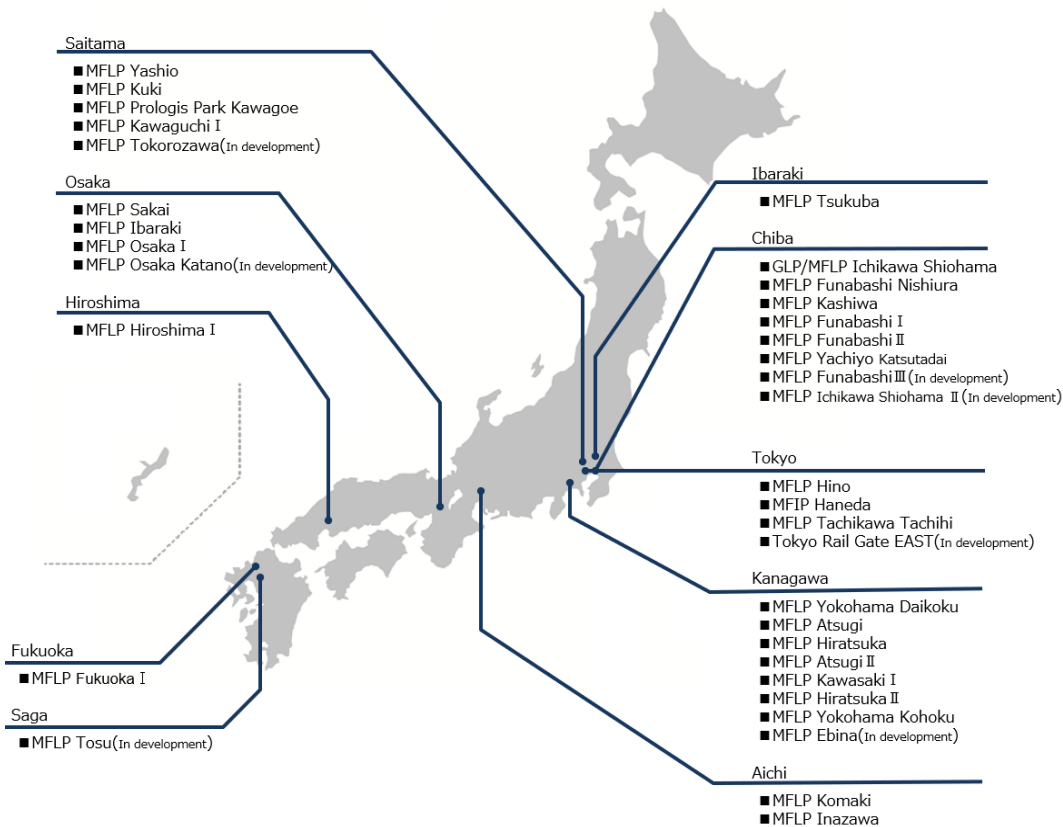 Saitama
■ MFLP Yashio
■ MFLP Kuki
■ MFLP Prologis Park Kawagoe
■ MFLP Kawaguchi Ⅰ
■ MFLP Tokorozawa(In development)
Osaka
■ MFLP Sakai
■ MFLP Ibaraki
■ MFLP Osaka Ⅰ
■ MFLP Osaka Katano(In development)
Hiroshima
■ MFLP Hiroshima Ⅰ
Fukuoka
■ MFLP Fukuoka Ⅰ
Saga
■ MFLP Tosu(In development)
Ibaraki
■ MFLP Tsukuba
Chiba
■ GLP/MFLP Ichikawa Shiohama
■ MFLP Funabashi Nishiura
■ MFLP Kashiwa
■ MFLP Funabashi Ⅰ
■ MFLP Funabashi Ⅱ
■ MFLP Yachiyo Katsutadai
■ MFLP Funabashi Ⅲ(In development)
■ MFLP Ichikawa Shiohama Ⅱ(In development)
Tokyo
■ MFLP Hino
■ MFIP Haneda
■ MFLP Tachikawa Tachihi
■ Tokyo Rail Gate EAST(In development)
Kanagawa
■ MFLP Yokohama Daikoku
■ MFLP Atsugi
■ MFLP Hiratsuka
■ MFLP Atsugi Ⅱ
■ MFLP Kawasaki Ⅰ
■ MFLP Hiratsuka Ⅱ
■ MFLP Yokohama Kohoku
■ MFLP Ebina(In development)
Aichi
■ MFLP Komaki
■ MFLP Inazawa